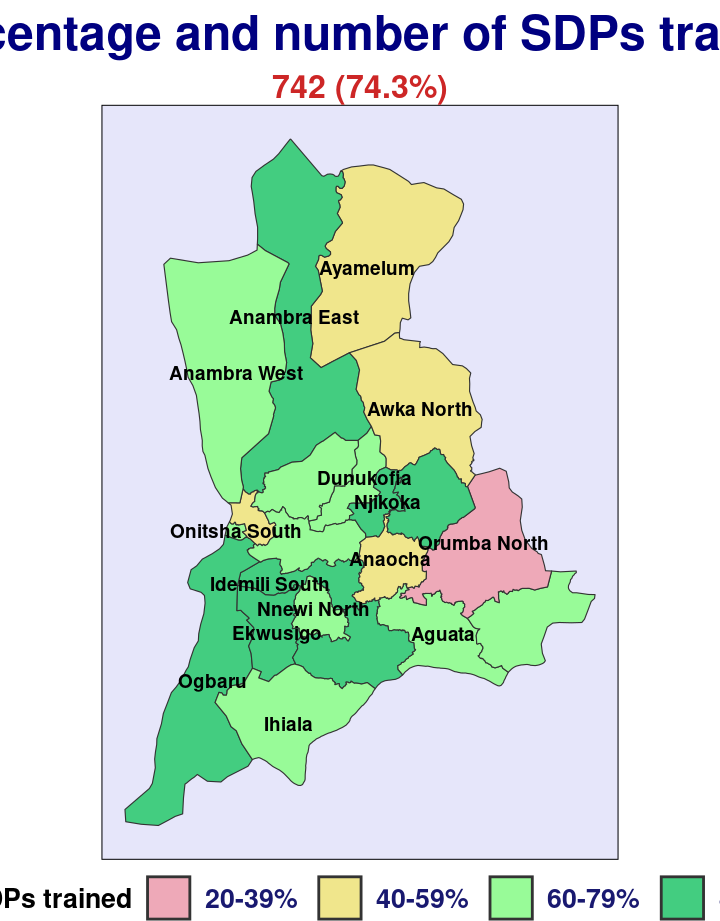 centage and number of SDPs tra
742 (74.3%)
Ayamelum
Anambra East
Anambra West
Awka North
Dunukofia
Njikoka
Onitsha South
Orumba North
Anaocha
Idemili South
Nnewi North
Ekwusigo
Aguata
Ogbaru
Ihiala
DPs trained 20-39% 40-59% 60-79%